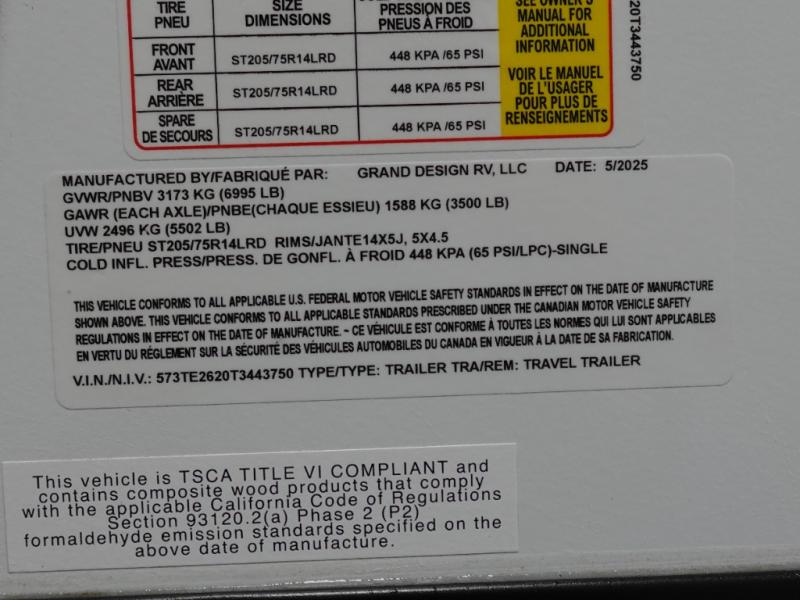 TIRE SIZE PRESSION DES SEE OWNER'S
PNEU DIMENSIONS PNEUS À FROID MANUAL FOR
ADDITIONAL
INFORMATION
FRONT
AVANT ST205/75R14LRD 448 KPA /65 PSI
REAR
ARRIÈRE ST205/75R14LRD 448 KPA /65 PSI
SPARE
DE SECOURS ST205/75R14LRD 448 KPA /65 PSI
VOIR LE MANUEL
DE L'USAGER
POUR PLUS DE
RENSEIGNEMENTS
20T3443750
MANUFACTURED BY/FABRIQUÉ PAR: GRAND DESIGN RV, LLC DATE: 5/2025
GVWR/PNBV 3173 KG (6995 LB)
GAWR (EACH AXLE)/PNBE(CHAQUE ESSIEU) 1588 KG (3500 LB)
UVW 2496 KG (5502 LB)
TIRE/PNEU ST205/75R14LRD RIMS/JANTE14X5J, 5X4.5
COLD INFL. PRESS/PRESS. DE GONFL. À FROID 448 KPA (65 PSI/LPC)-SINGLE
THIS VEHICLE CONFORMS TO ALL APPLICABLE U.S. FEDERAL MOTOR VEHICLE SAFETY STANDARDS IN EFFECT ON THE DATE OF MANUFACTURE
SHOWN ABOVE. THIS VEHICLE CONFORMS TO ALL APPLICABLE STANDARDS PRESCRIBED UNDER THE CANADIAN MOTOR VEHICLE SAFETY
REGULATIONS IN EFFECT ON THE DATE OF MANUFACTURE. ~ CE VÉHICULE EST CONFORME À TOUTES LES NORMES QUI LUI SONT APPLICABLES
EN VERTU DU RÉGLEMENT SUR LA SÉCURITÉ DES VÉHICULES AUTOMOBILES DU CANADA EN VIGUEUR À LA DATE DE SA FABRICATION.
V.I.N./N.I.V.: 573TE2620T3443750 TYPE/TYPE: TRAILER TRA/REM: TRAVEL TRAILER
This vehicle is TSCA TITLE VI COMPLIANT and
contains composite wood products that comply
with the applicable California Code of Regulations
Section 93120.2(a) Phase 2 (P2)
formaldehyde emission standards specified on the
above date of manufacture.